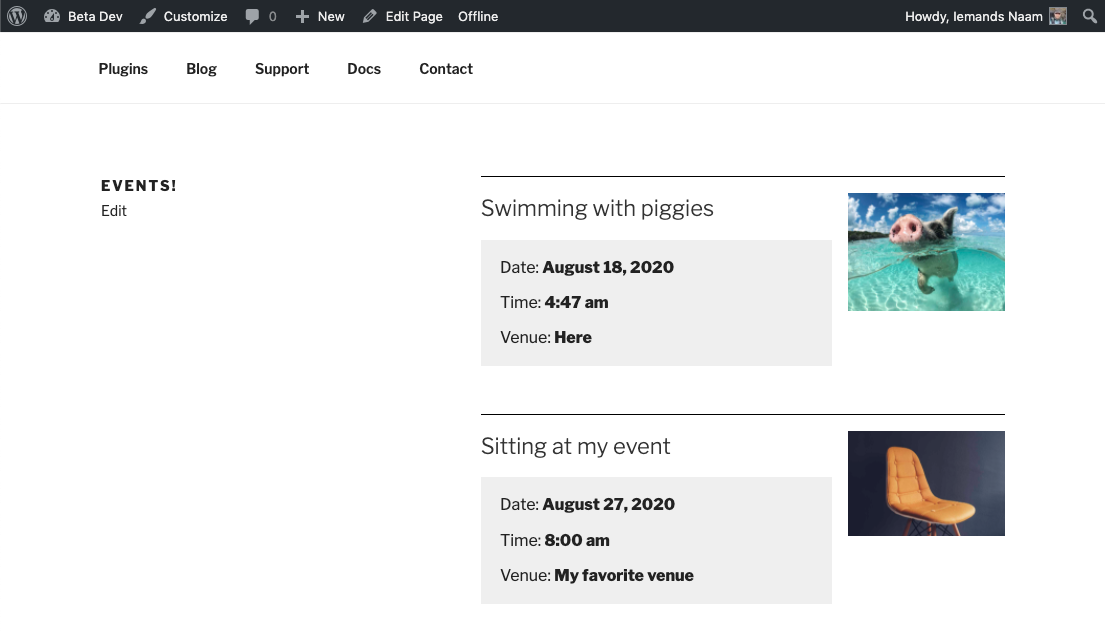 Beta Dev Customize 0 New Edit Page Offline Howdy, Iemands Naam
Plugins Blog Support Docs Contact
EVENTS!
Edit
Swimming with piggies
Date: August 18, 2020
Time: 4:47 am
Venue: Here
Sitting at my event
Date: August 27, 2020
Time: 8:00 am
Venue: My favorite venue